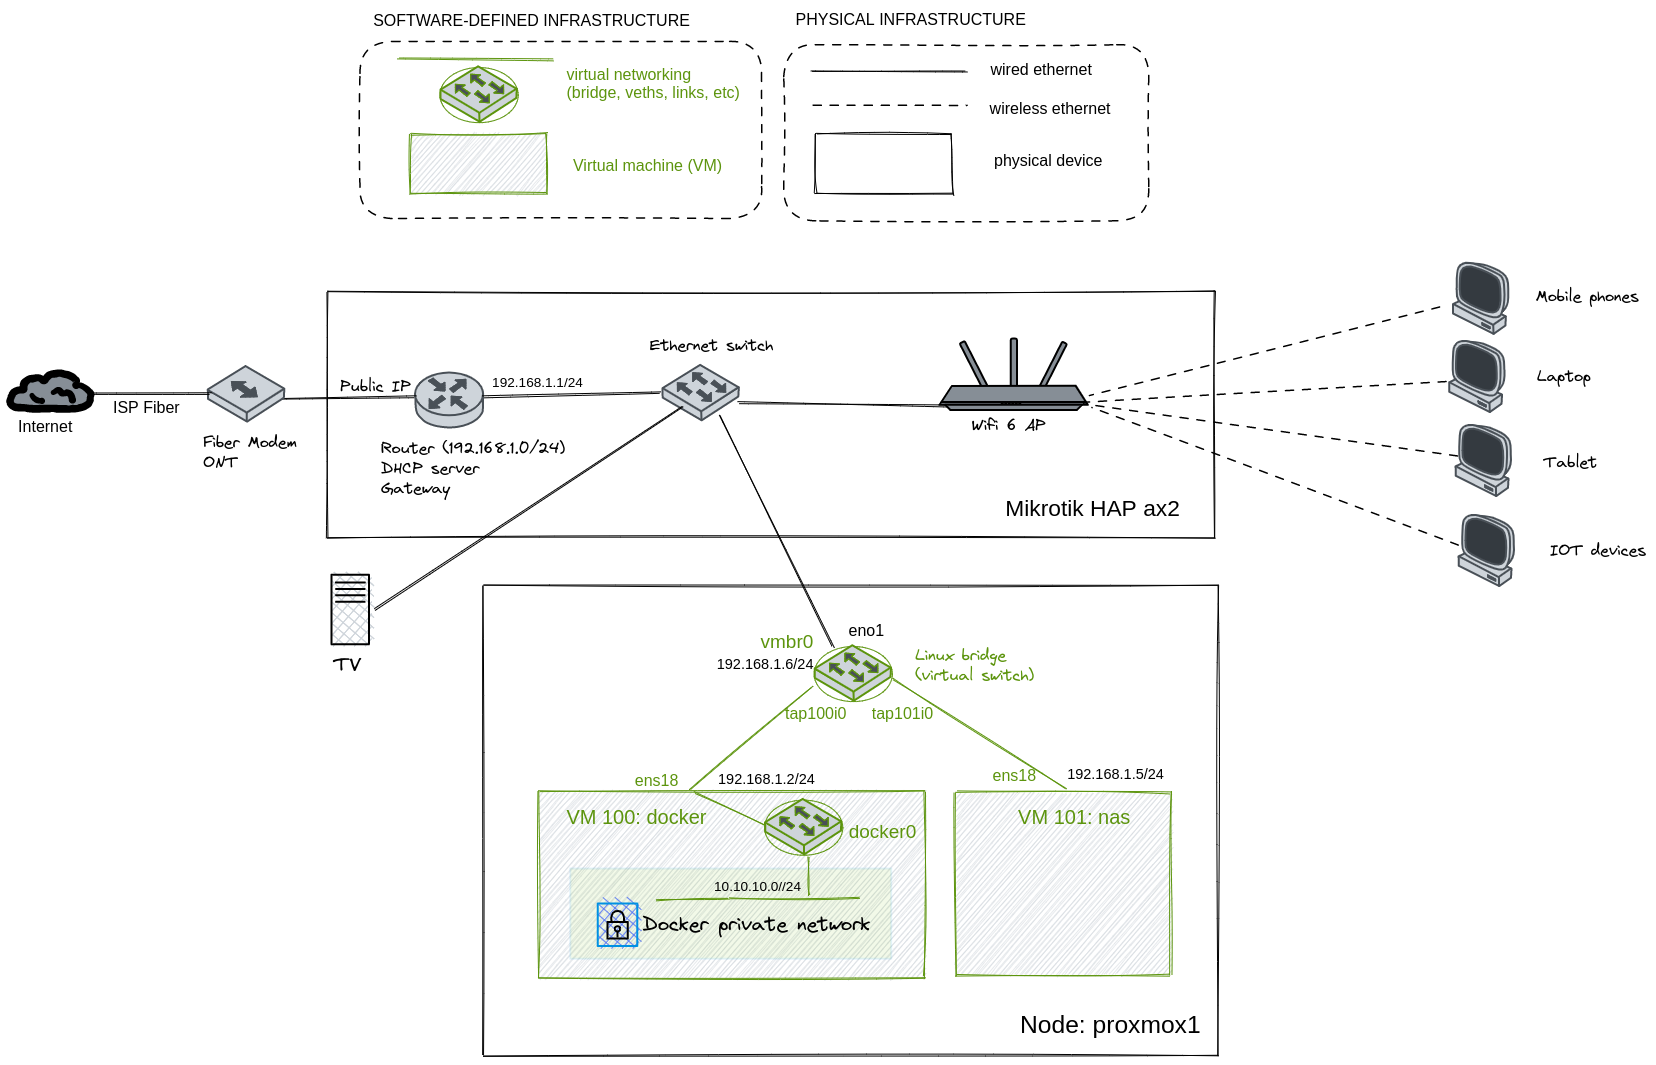 SOFTWARE-DEFINED INFRASTRUCTURE
virtual networking
(bridge, veths, links, etc)
Virtual machine (VM)
PHYSICAL INFRASTRUCTURE
wired ethernet
wireless ethernet
physical device
Internet
ISP Fiber
Fiber Modem
ONT
Public IP
192.168.1.1/24
Router (192.168.1.0/24)
DHCP server
Gateway
Ethernet switch
Wifi 6 AP
Mikrotik HAP ax2
Mobile phones
Laptop
Tablet
IOT devices
TV
eno1
vmbr0
192.168.1.6/24
Linux bridge
(virtual switch)
tap100i0
tap101i0
ens18
192.168.1.2/24
ens18
192.168.1.5/24
VM 100: docker
docker0
10.10.10.0//24
Docker private network
VM 101: nas
Node: proxmox1